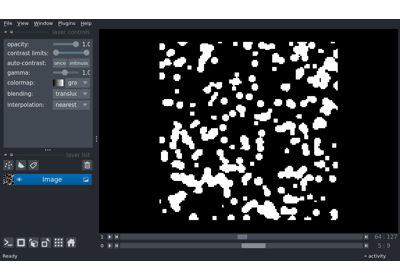 File View Window Plugins Help
layer controls
opacity: 1.0
contrast limits:
auto-contrast: once continuous
gamma: 1.0
colormap: gra
blending: transluc
interpolation: nearest
layer list
Image
1 64 127
0 5 9
Ready activity